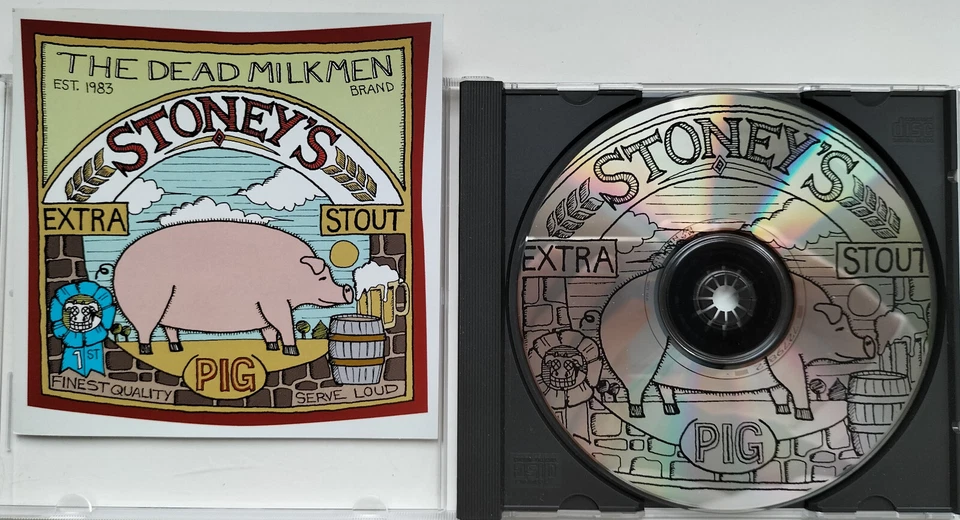 THE DEAD MILKMEN
EST. 1983
BRAND
STONEY'S
EXTRA
STOUT
1ST
PIG
FINEST QUALITY
SERVE LOUD
STONEY'S
EXTRA
STOUT
PIG